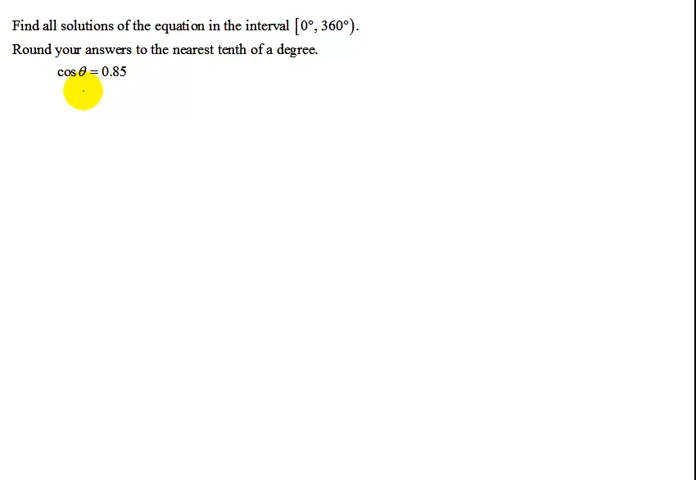 Find all solutions of the equation in the interval [0°, 360°).
Round your answers to the nearest tenth of a degree.
cos θ = 0.85